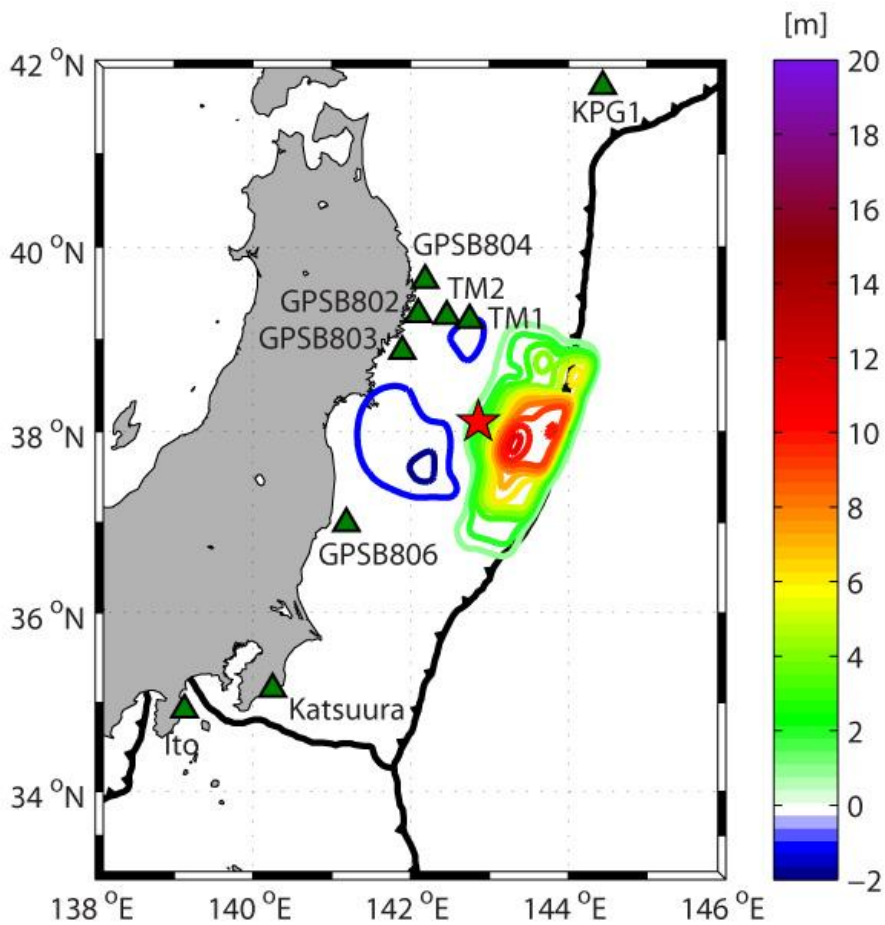 [m]
42 °N
40 °N
38 °N
36 °N
34 °N
138 °E
140 °E
142 °E
144 °E
146 °E
KPG1
GPSB804
TM2
GPSB802
TM1
GPSB803
GPSB806
Katsuura
Ito
20
18
16
14
12
10
8
6
4
2
0
−2